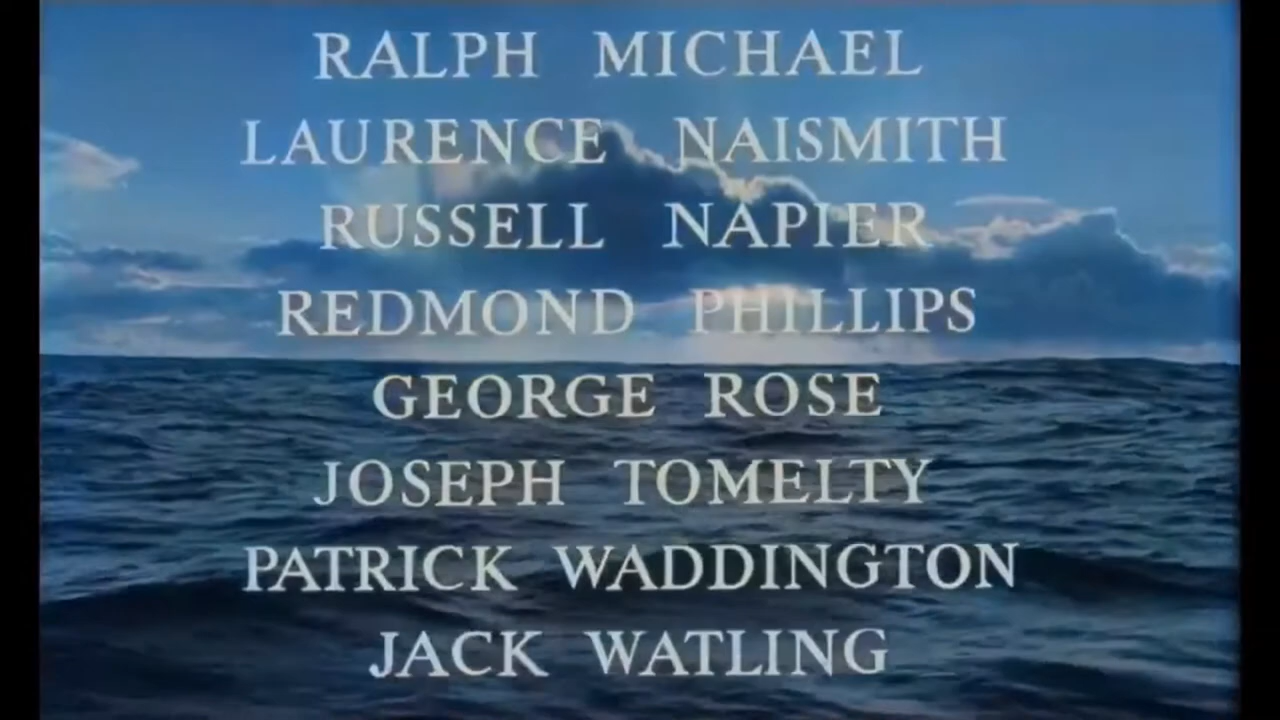 RALPH MICHAEL
LAURENCE NAISMITH
RUSSELL NAPIER
REDMOND PHILLIPS
GEORGE ROSE
JOSEPH TOMELTY
PATRICK WADDINGTON
JACK WATLING